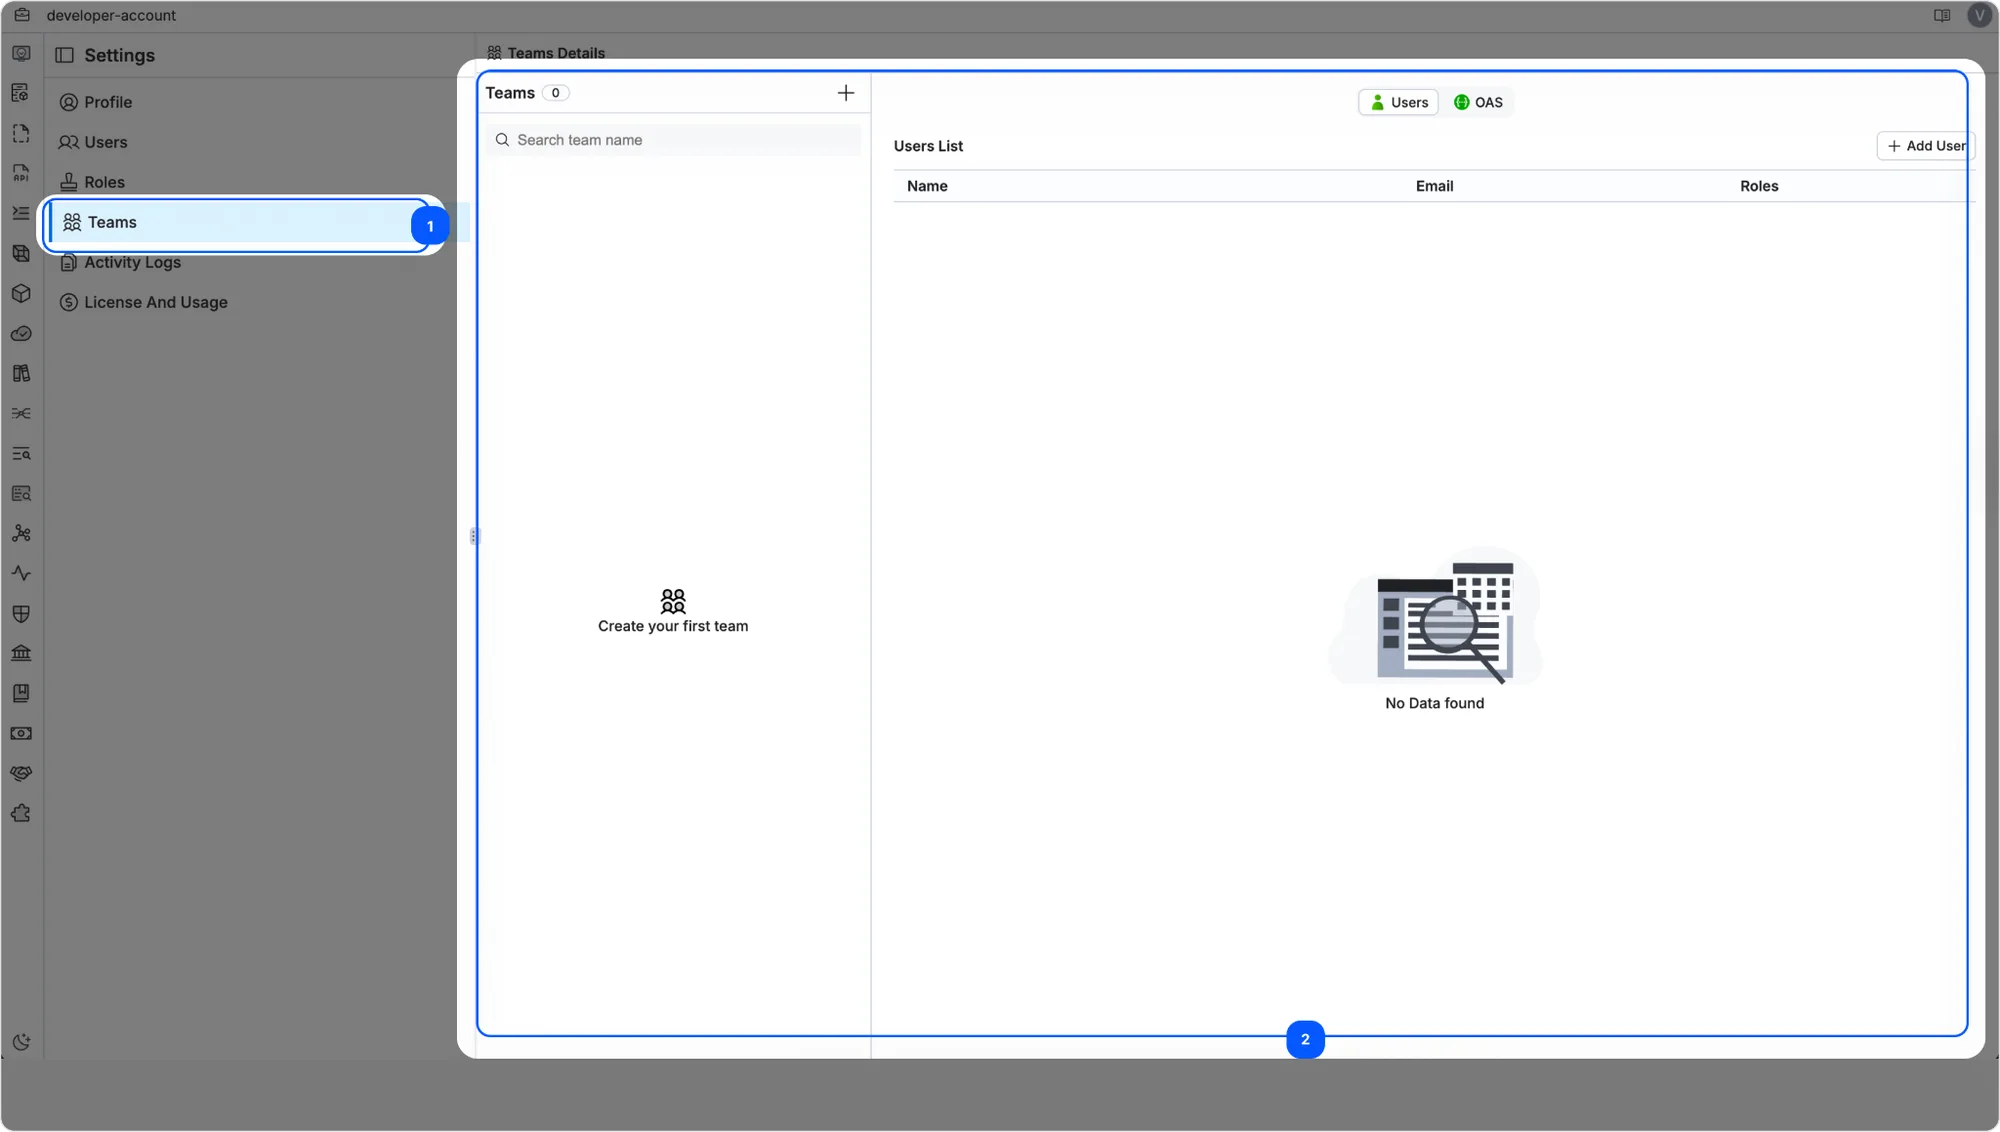 developer-account
V
Settings
Profile
Users
Roles
Teams
1
Activity Logs
License And Usage
Teams Details
Teams 0
Search team name
Create your first team
Users
OAS
Users List
Add User
Name Email Roles
No Data found
2
API